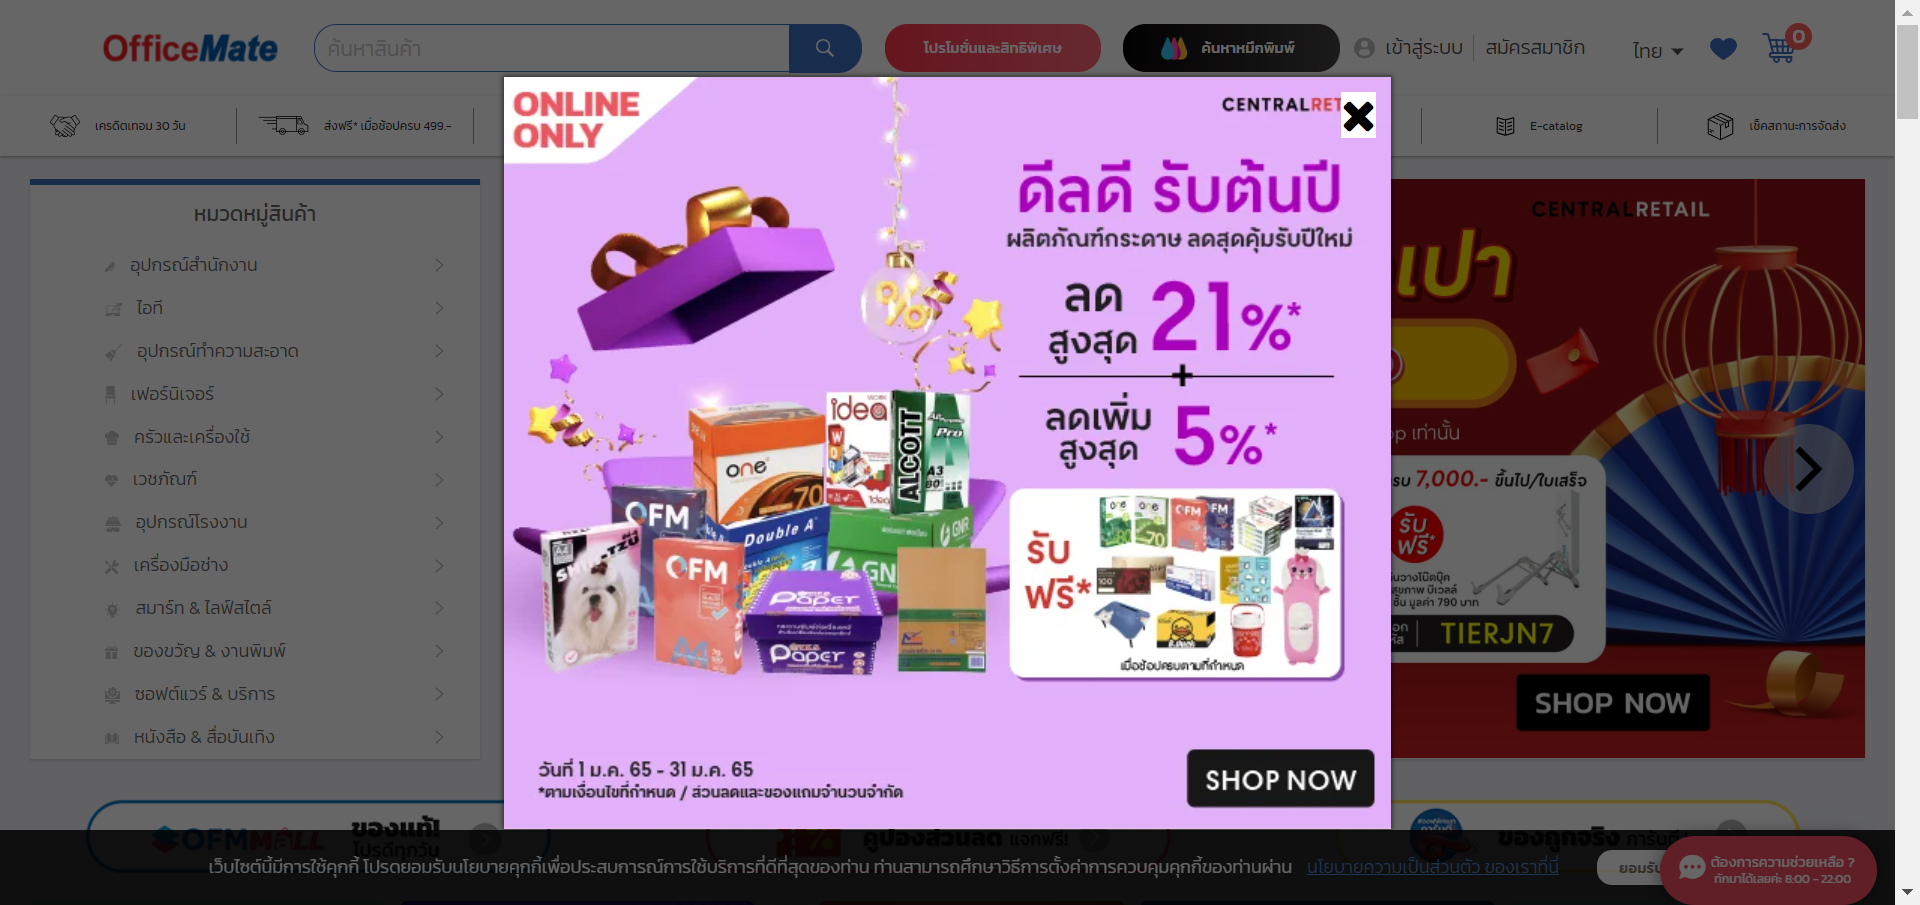 OfficeMate
ค้นหาสินค้า
โปรโมชั่นและสิทธิพิเศษ
ค้นหาหมึกพิมพ์
เข้าสู่ระบบ
สมัครสมาชิก
ไทย
0
เครดิตเทอม 30 วัน
ส่งฟรี* เมื่อช้อปครบ 499.-
E-catalog
เช็คสถานะการจัดส่ง
หมวดหมู่สินค้า
อุปกรณ์สำนักงาน
ไอที
อุปกรณ์ทำความสะอาด
เฟอร์นิเจอร์
ครัวและเครื่องใช้
เวชภัณฑ์
อุปกรณ์โรงงาน
เครื่องมือช่าง
สมาร์ท & ไลฟ์สไตล์
ของขวัญ & งานพิมพ์
ซอฟต์แวร์ & บริการ
หนังสือ & สื่อบันเทิง
ONLINE
ONLY
CENTRALRET
ดีลดี รับต้นปี
ผลิตภัณฑ์กระดาษ ลดสุดคุ้มรับปีใหม่
ลด
สูงสุด 21%*
+
ลดเพิ่ม
สูงสุด 5%*
รับ
ฟรี*
เมื่อช้อปครบตามที่กำหนด
one
70
idea
ALCOTT
Pro
A3
80
OFM
Double A
GNR
OFM
A4
Paper
Paper
วันที่ 1 ม.ค. 65 - 31 ม.ค. 65
*ตามเงื่อนไขที่กำหนด / ส่วนลดและของแถมจำนวนจำกัด
SHOP NOW
CENTRALRETAIL
เปา
เท่านั้น
7,000.- ขึ้นไป/ใบเสร็จ
รับ
ฟรี*
มูลค่า 790 บาท
TIERJN7
SHOP NOW
OFMMALL
ของแท้!
โปรดีทุกวัน
คูปองส่วนลด แจกฟรี!
ของถูกจริง
เว็บไซต์นี้มีการใช้คุกกี้ โปรดยอมรับนโยบายคุกกี้เพื่อประสบการณ์การใช้บริการที่ดีที่สุดของท่าน ท่านสามารถศึกษาวิธีการตั้งค่าการควบคุมคุกกี้ของท่านผ่าน นโยบายความเป็นส่วนตัว ของเราที่นี่
ยอมรับ
ต้องการความช่วยเหลือ ?
ทักมาได้เลยค่ะ 8:00 - 22:00